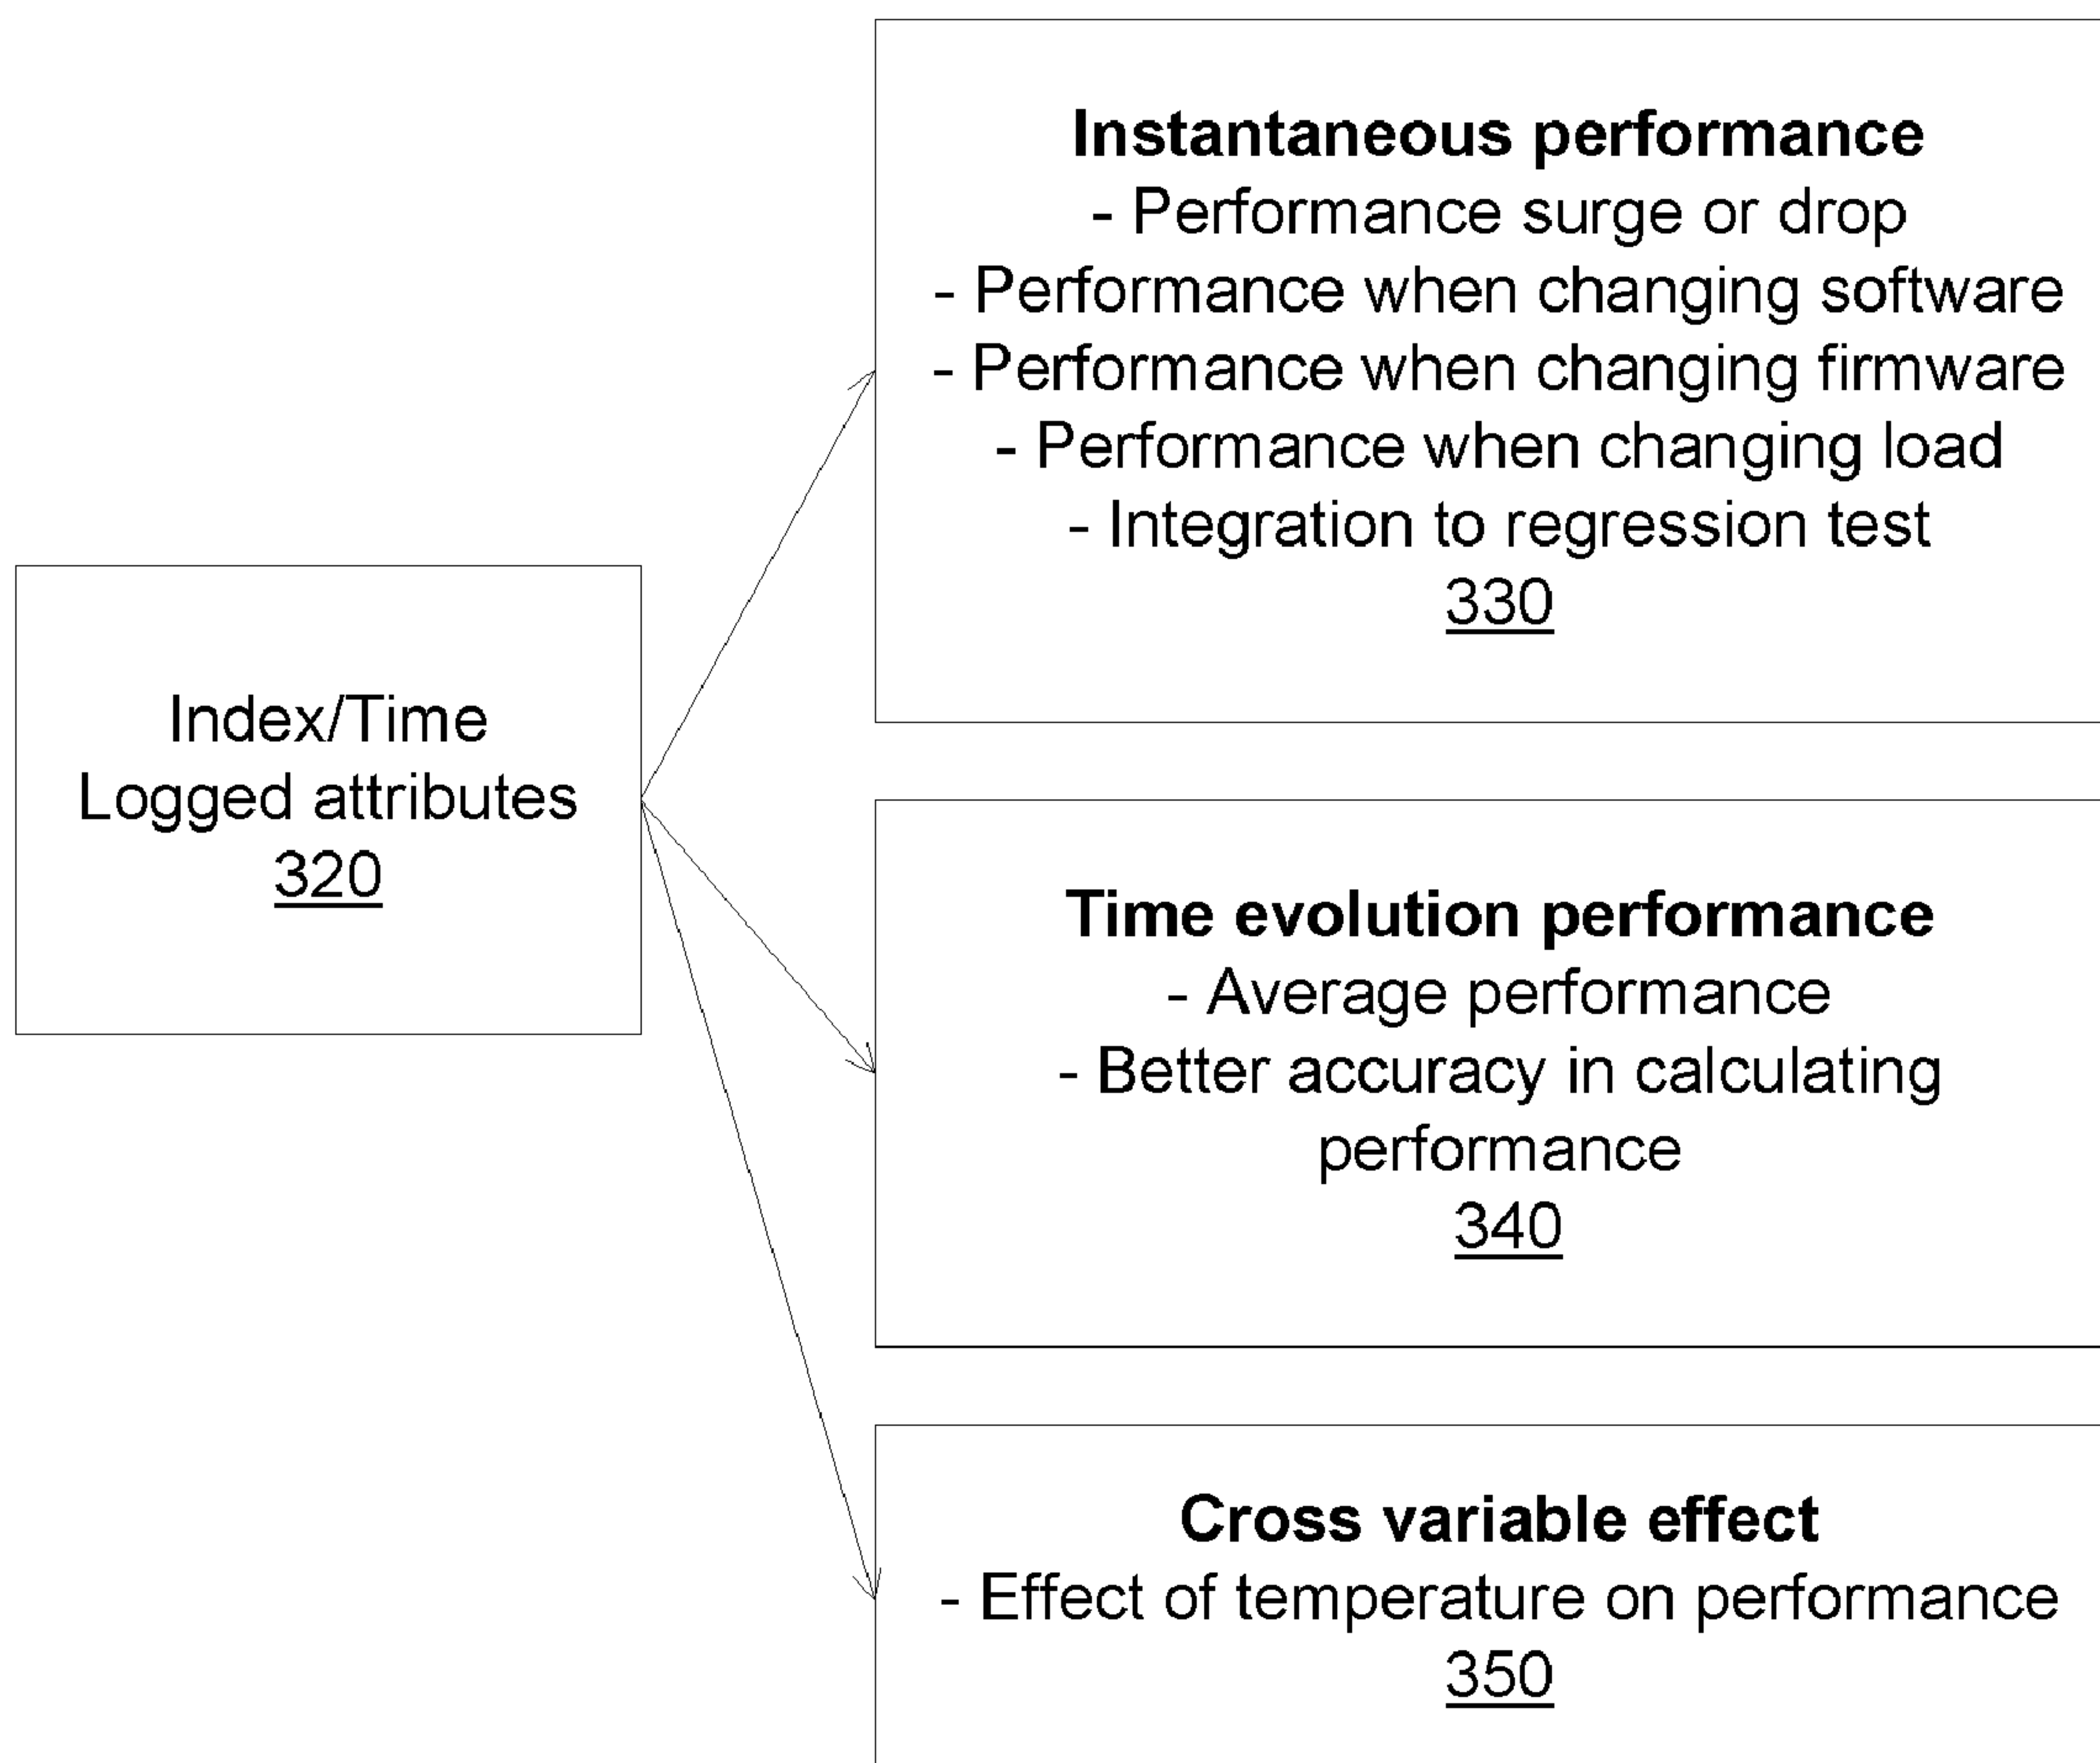 Index/Time
Logged attributes
320
Instantaneous performance
- Performance surge or drop
- Performance when changing software
- Performance when changing firmware
- Performance when changing load
- Integration to regression test
330
Time evolution performance
- Average performance
- Better accuracy in calculating
performance
340
Cross variable effect
- Effect of temperature on performance
350